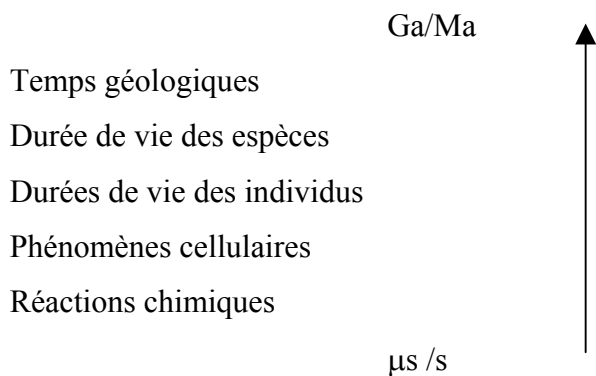 Ga/Ma
Temps géologiques
Durée de vie des espèces
Durées de vie des individus
Phénomènes cellulaires
Réactions chimiques
μs /s